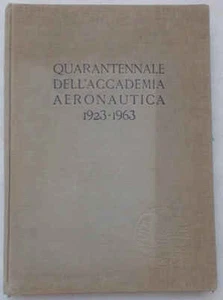 QUARANTENNALE
DELL'ACCADEMIA
AERONAUTICA
1923-1963